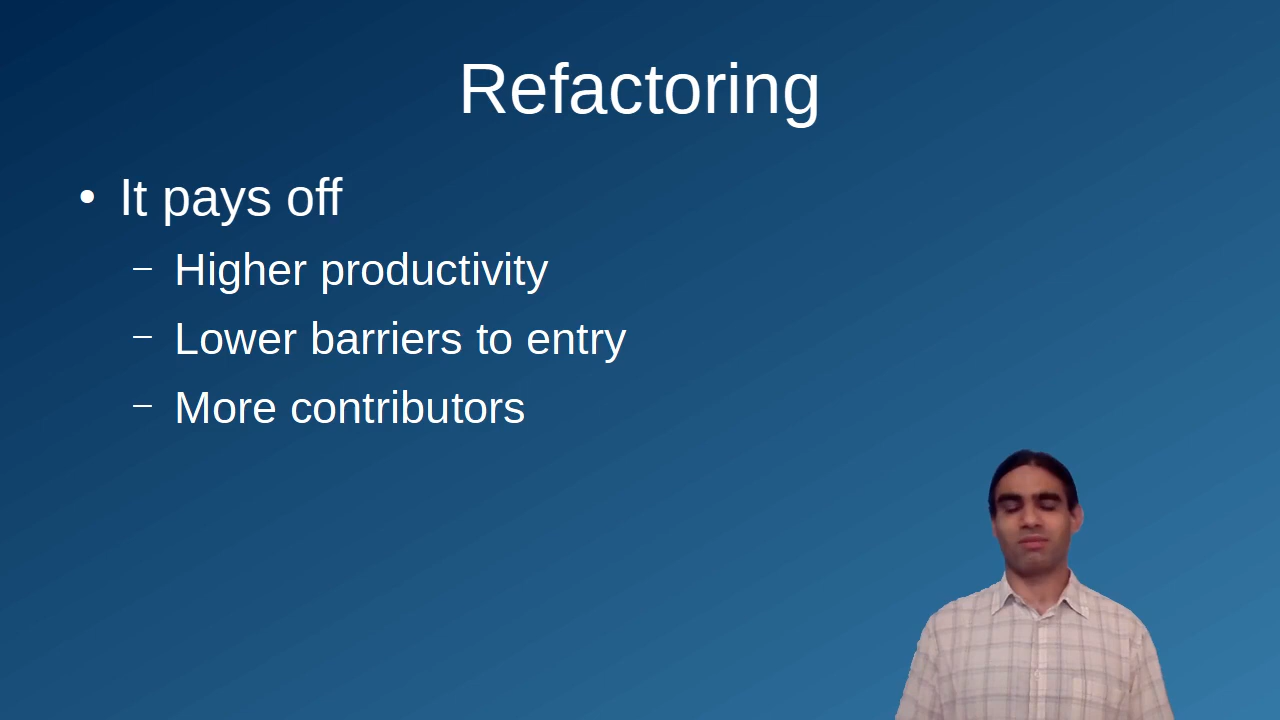 Refactoring
• It pays off
– Higher productivity
– Lower barriers to entry
– More contributors